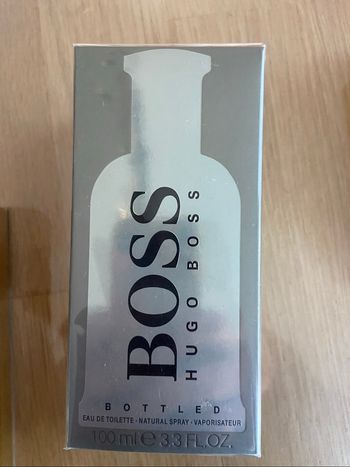 BOSS
HUGO BOSS
BOTTLED
EAU DE TOILETTE · NATURAL SPRAY · VAPORISATEUR
100 ml e 3.3 FL.OZ.